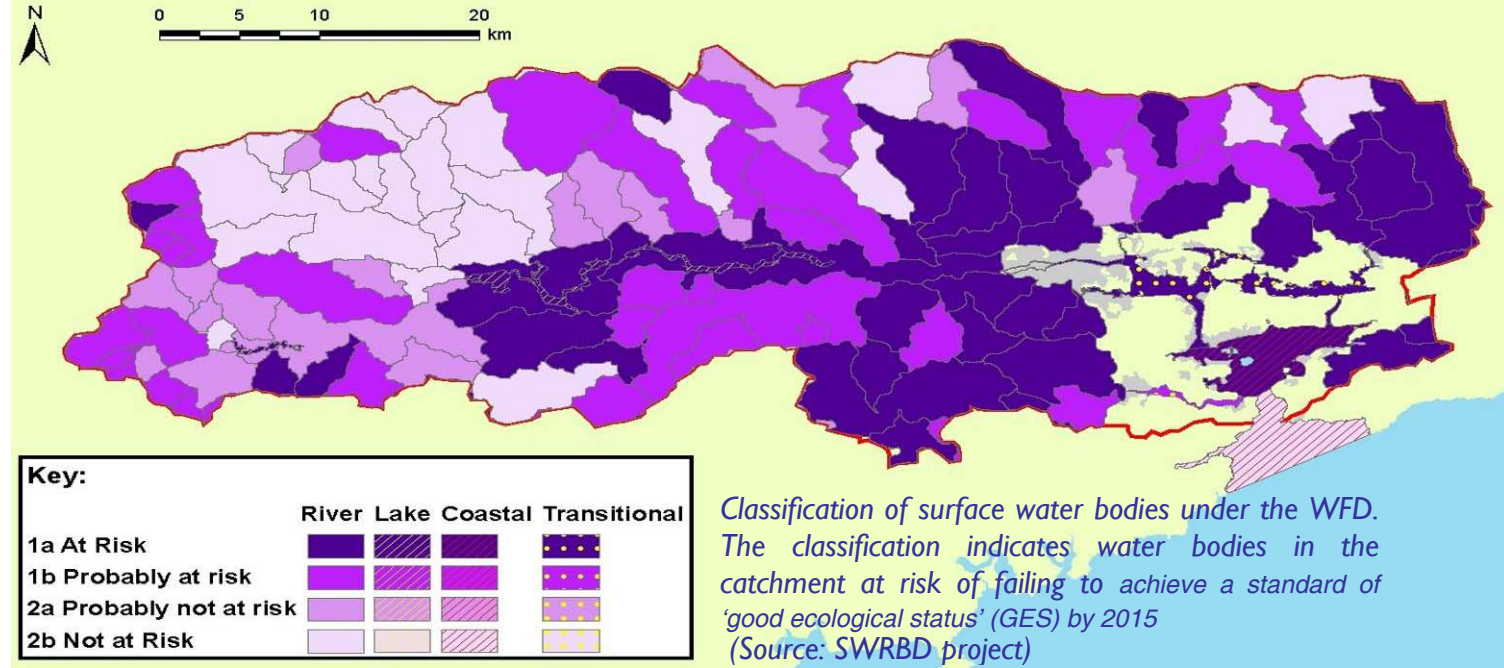 N
0 5 10 20
km
Key:
River Lake Coastal Transitional
1a At Risk
1b Probably at risk
2a Probably not at risk
2b Not at Risk
Classification of surface water bodies under the WFD.
The classification indicates water bodies in the
catchment at risk of failing to achieve a standard of
'good ecological status' (GES) by 2015
(Source: SWRBD project)